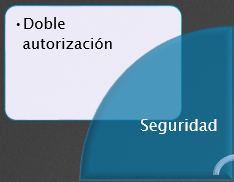 • Doble
autorización
Seguridad